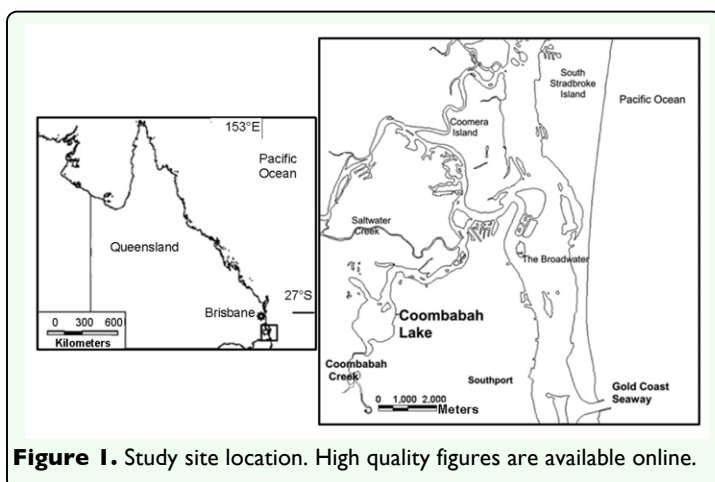 153°E
Pacific
Ocean
Queensland
27°S
Brisbane
0 300 600
Kilometers
South
Stradbroke
Island
Pacific Ocean
Coomera
Island
Saltwater
Creek
The Broadwater
Coombabah
Lake
Coombabah
Creek
Southport
0 1,000 2,000
Meters
Gold Coast
Seaway
Figure 1. Study site location. High quality figures are available online.